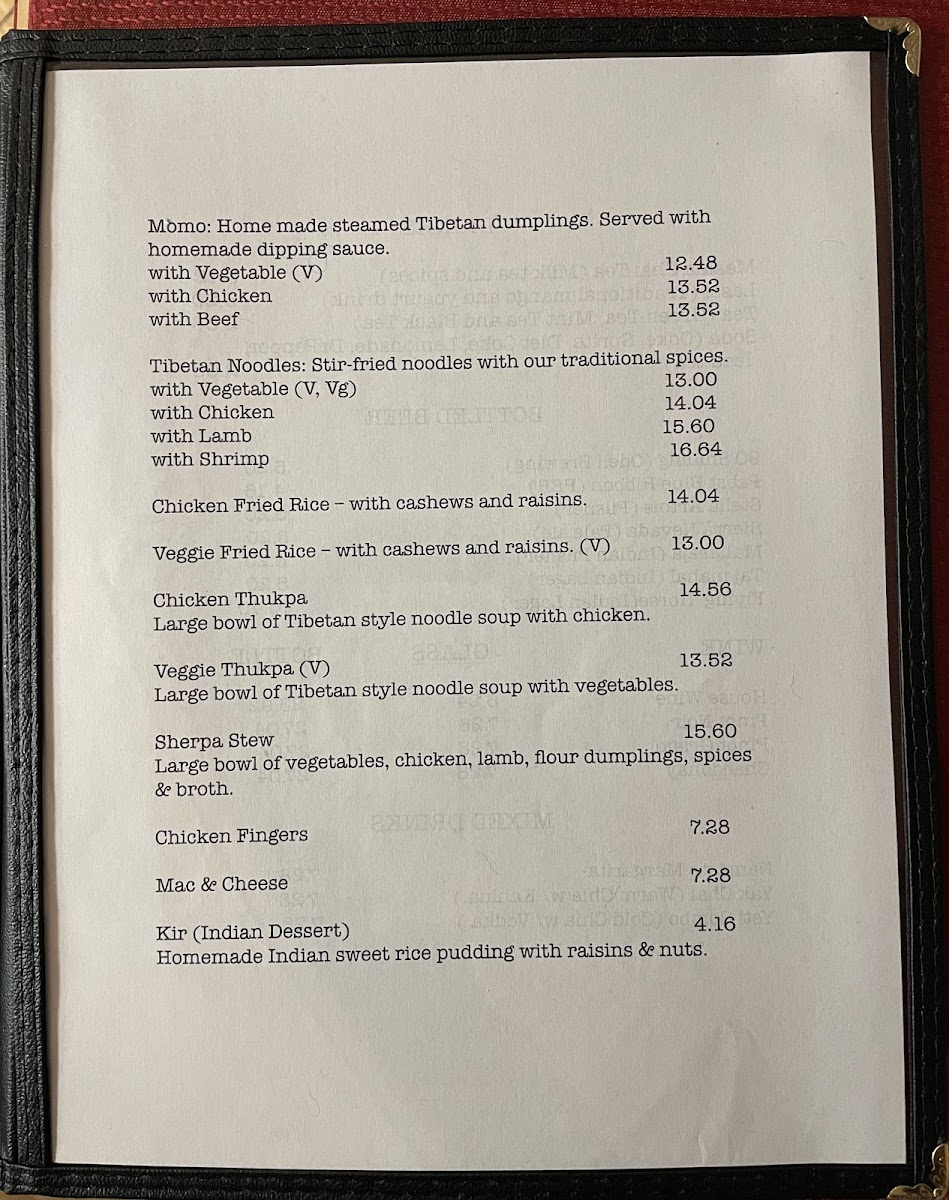 Momo: Home made steamed Tibetan dumplings. Served with
homemade dipping sauce.
with Vegetable (V) 12.48
with Chicken 13.52
with Beef 13.52
Tibetan Noodles: Stir-fried noodles with our traditional spices.
with Vegetable (V, Vg) 13.00
with Chicken 14.04
with Lamb 15.60
with Shrimp 16.64
Chicken Fried Rice – with cashews and raisins. 14.04
Veggie Fried Rice – with cashews and raisins. (V) 13.00
Chicken Thukpa 14.56
Large bowl of Tibetan style noodle soup with chicken.
Veggie Thukpa (V) 13.52
Large bowl of Tibetan style noodle soup with vegetables.
Sherpa Stew 15.60
Large bowl of vegetables, chicken, lamb, flour dumplings, spices
& broth.
Chicken Fingers 7.28
Mac & Cheese 7.28
Kir (Indian Dessert) 4.16
Homemade Indian sweet rice pudding with raisins & nuts.